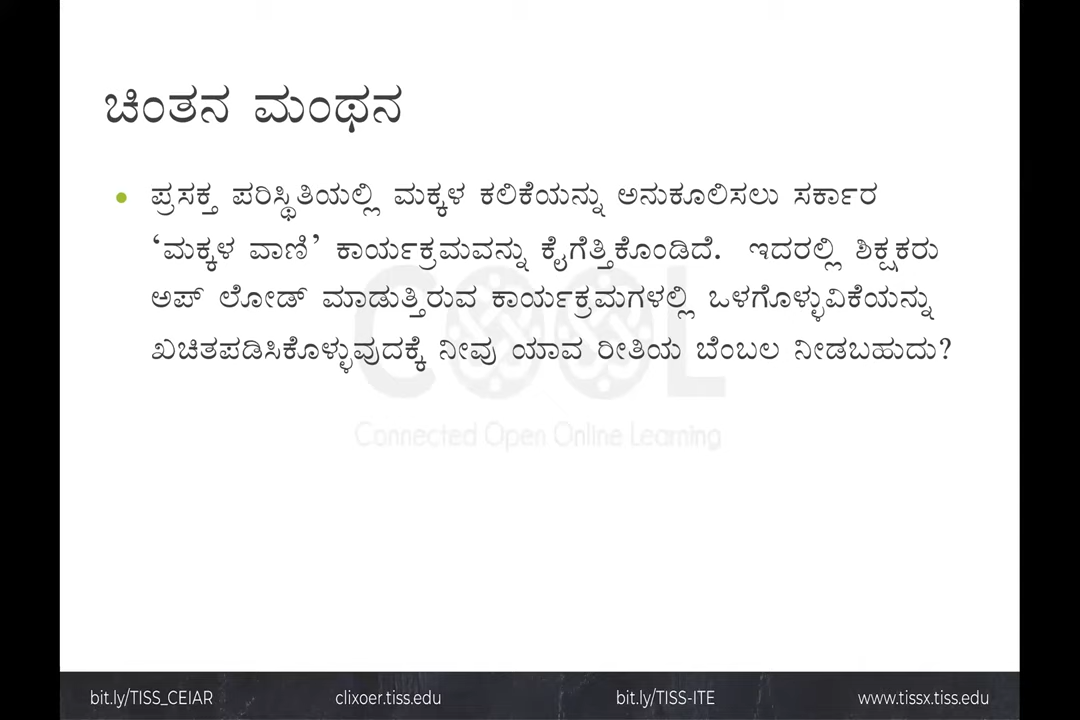 ಚಿಂತನ ಮಂಥನ
• ಪ್ರಸಕ್ತ ಪರಿಸ್ಥಿತಿಯಲ್ಲಿ ಮಕ್ಕಳ ಕಲಿಕೆಯನ್ನು ಅನುಕೂಲಿಸಲು ಸರ್ಕಾರ
‘ಮಕ್ಕಳ ವಾಣಿ’ ಕಾರ್ಯಕ್ರಮವನ್ನು ಕೈಗೆತ್ತಿಕೊಂಡಿದೆ. ಇದರಲ್ಲಿ ಶಿಕ್ಷಕರು
ಅಪ್ ಲೋಡ್ ಮಾಡುತ್ತಿರುವ ಕಾರ್ಯಕ್ರಮಗಳಲ್ಲಿ ಒಳಗೊಳ್ಳುವಿಕೆಯನ್ನು
ಖಚಿತಪಡಿಸಿಕೊಳ್ಳುವುದಕ್ಕೆ ನೀವು ಯಾವ ರೀತಿಯ ಬೆಂಬಲ ನೀಡಬಹುದು?
COOL
Connected Open Online Learning
bit.ly/TISS_CEIAR clixoer.tiss.edu bit.ly/TISS-ITE www.tissx.tiss.edu